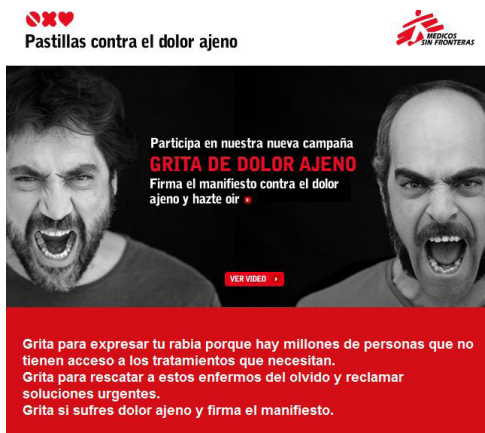 Pastillas contra el dolor ajeno
MEDICOS
SIN FRONTERAS
Participa en nuestra nueva campaña
GRITA DE DOLOR AJENO
Firma el manifiesto contra el dolor
ajeno y hazte oir
VER VIDEO
Grita para expresar tu rabia porque hay millones de personas que no
tienen acceso a los tratamientos que necesitan.
Grita para rescatar a estos enfermos del olvido y reclamar
soluciones urgentes.
Grita si sufres dolor ajeno y firma el manifiesto.